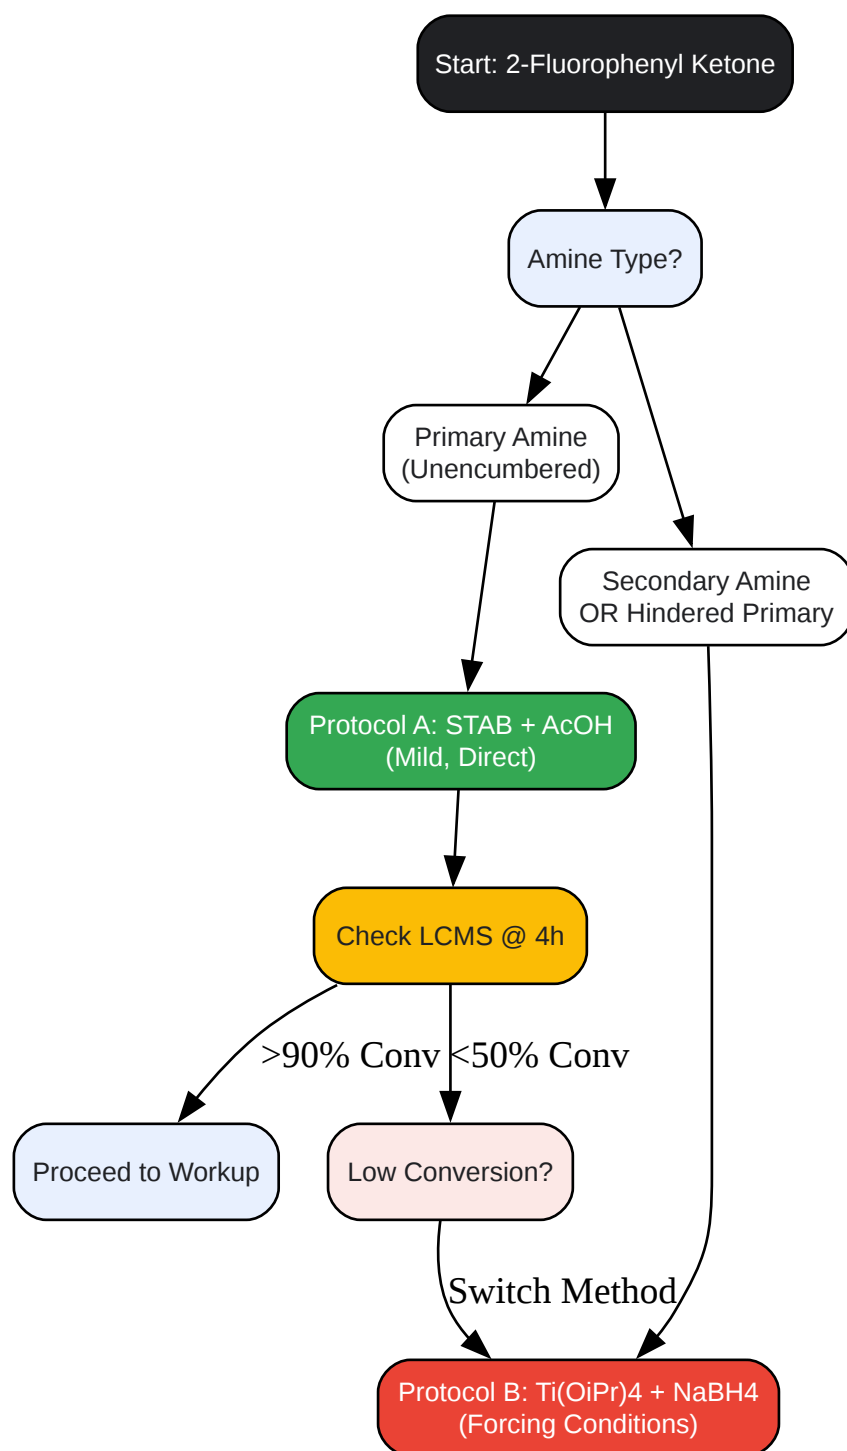 Start: 2-Fluorophenyl Ketone
Amine Type?
Primary Amine
(Unencumbered)
Secondary Amine
OR Hindered Primary
Protocol A: STAB + AcOH
(Mild, Direct)
Check LCMS @ 4h
>90% Conv
<50% Conv
Proceed to Workup
Low Conversion?
Switch Method
Protocol B: Ti(OiPr)4 + NaBH4
(Forcing Conditions)